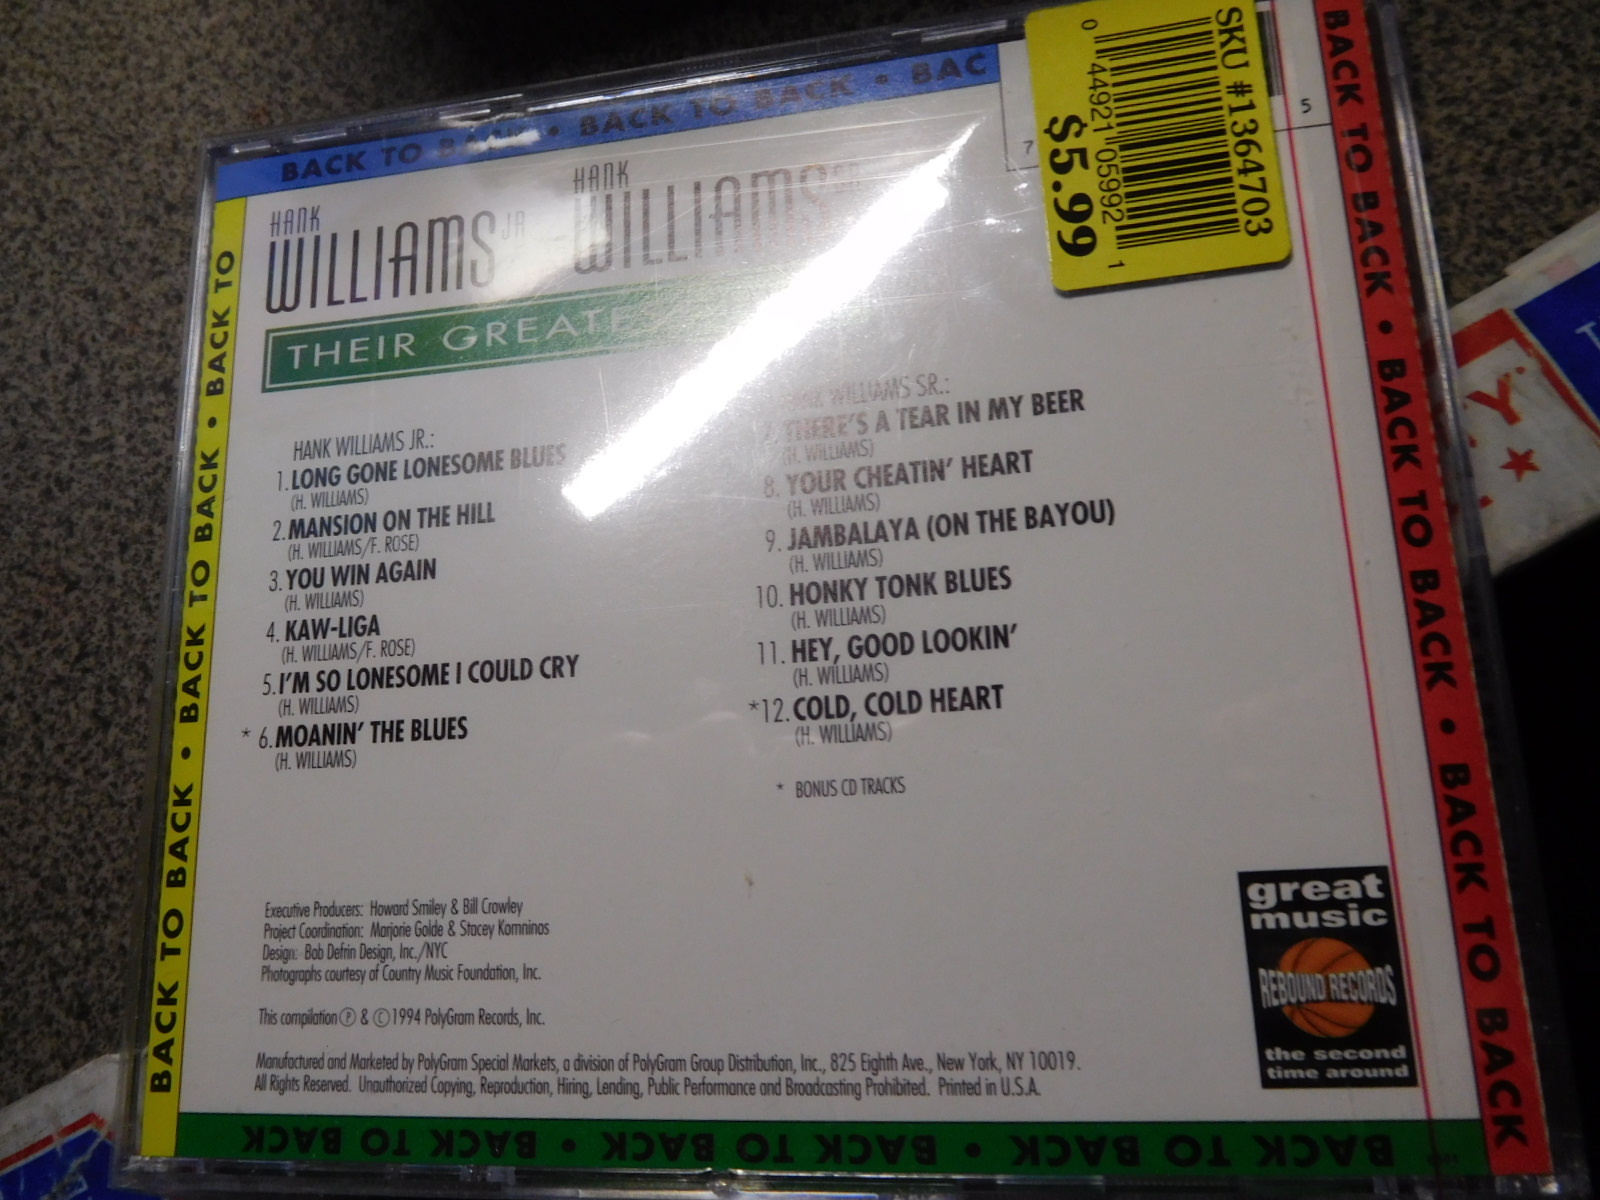 BACK TO BACK • BACK TO BACK • BAC
HANK
WILLIAMS JR
HANK
WILLIAMS SR
THEIR GREATE
HANK WILLIAMS JR.:
1. LONG GONE LONESOME BLUES
(H. WILLIAMS)
2. MANSION ON THE HILL
(H. WILLIAMS/F. ROSE)
3. YOU WIN AGAIN
(H. WILLIAMS)
4. KAW-LIGA
(H. WILLIAMS/F. ROSE)
5. I'M SO LONESOME I COULD CRY
(H. WILLIAMS)
* 6. MOANIN' THE BLUES
(H. WILLIAMS)
HANK WILLIAMS SR.:
THERE'S A TEAR IN MY BEER
(H. WILLIAMS)
8. YOUR CHEATIN' HEART
(H. WILLIAMS)
9. JAMBALAYA (ON THE BAYOU)
(H. WILLIAMS)
10. HONKY TONK BLUES
(H. WILLIAMS)
11. HEY, GOOD LOOKIN'
(H. WILLIAMS)
*12. COLD, COLD HEART
(H. WILLIAMS)
* BONUS CD TRACKS
Executive Producers: Howard Smiley & Bill Crowley
Project Coordination: Marjorie Golde & Stacey Komninos
Design: Bob Defrin Design, Inc./NYC
Photographs courtesy of Country Music Foundation, Inc.
This compilation ℗ & © 1994 PolyGram Records, Inc.
Manufactured and Marketed by PolyGram Special Markets, a division of PolyGram Group Distribution, Inc., 825 Eighth Ave., New York, NY 10019.
All Rights Reserved. Unauthorized Copying, Reproduction, Hiring, Lending, Public Performance and Broadcasting Prohibited. Printed in U.S.A.
great
music
REBOUND RECORDS
the second
time around
SKU #1364703
0 44921 05992 1
$5.99
7
5
BACK TO BACK • BACK TO BACK • BACK TO BACK • BACK TO
BACK TO BACK • BACK TO BACK • BACK TO BACK
BACK TO BACK • BACK TO BACK • BACK TO BACK • BACK TO BACK